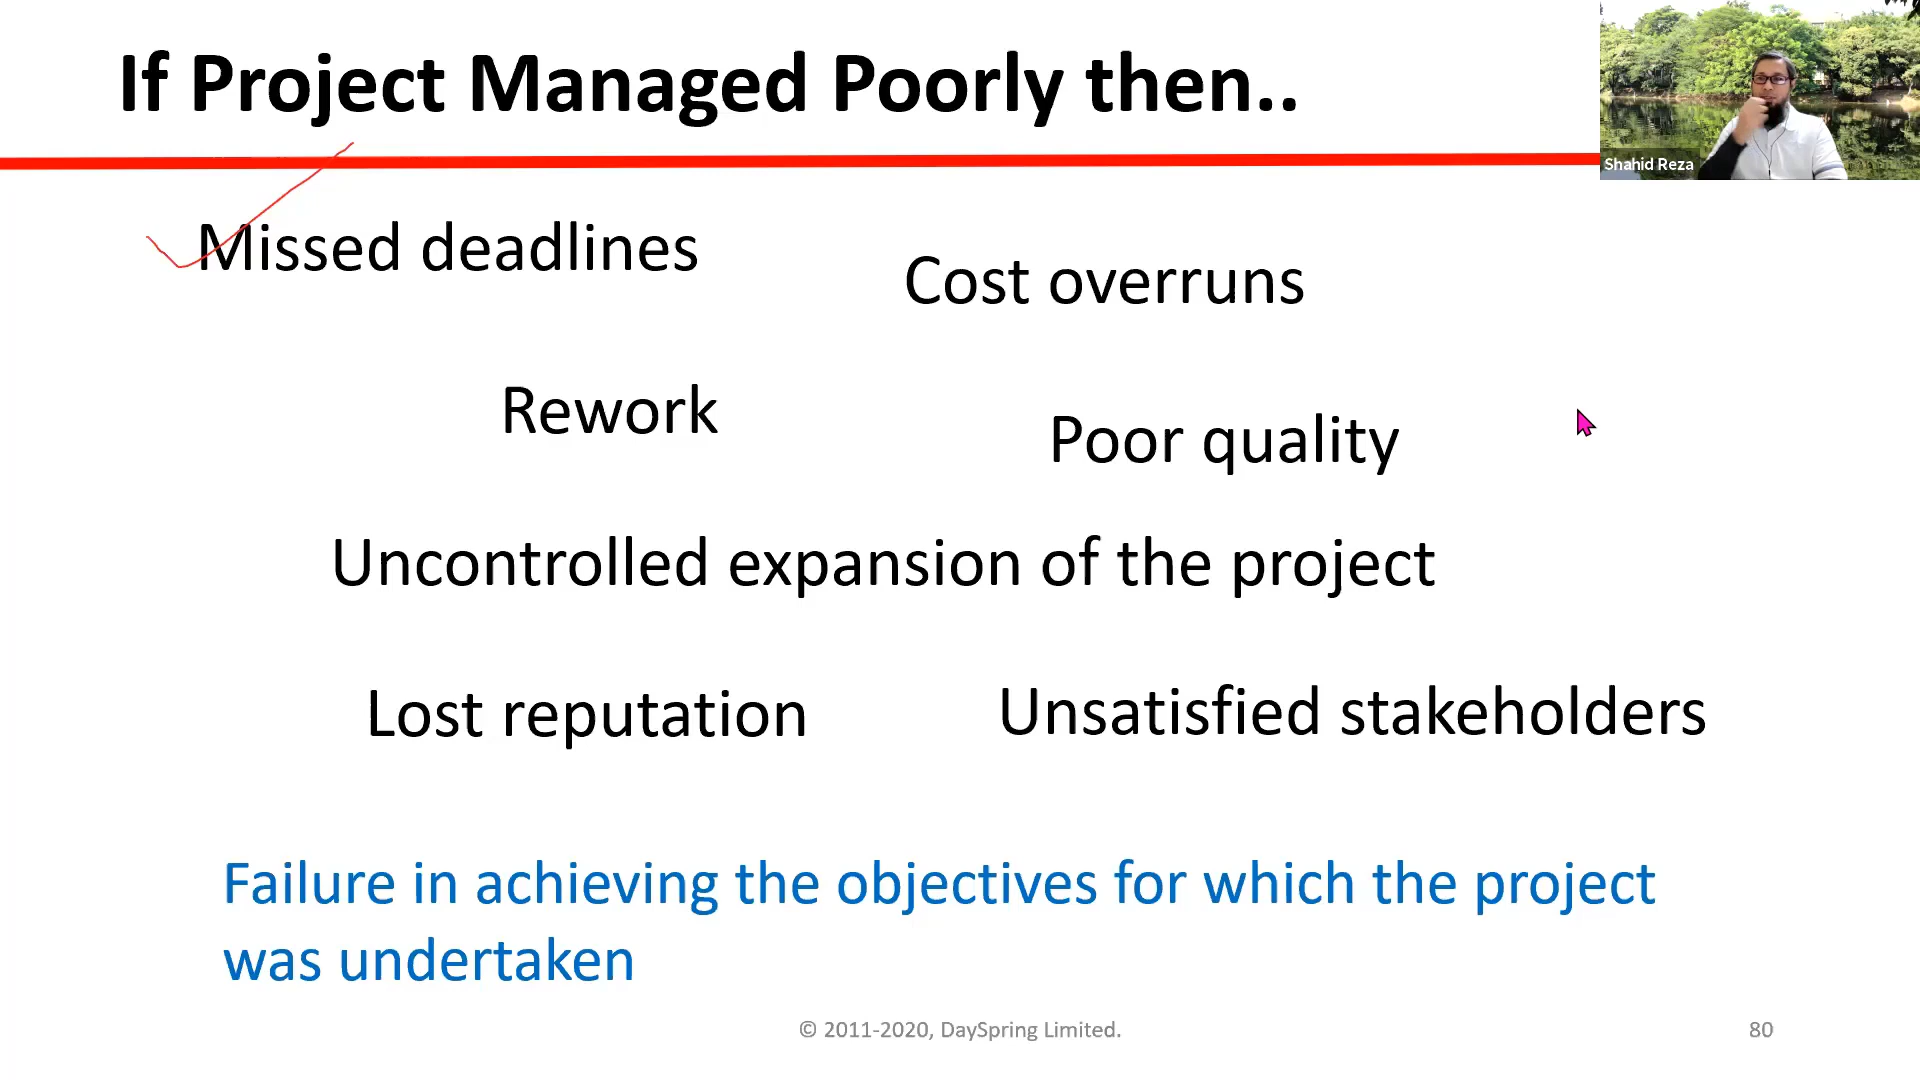 If Project Managed Poorly then..
Shahid Reza
Missed deadlines
Cost overruns
Rework
Poor quality
Uncontrolled expansion of the project
Lost reputation
Unsatisfied stakeholders
Failure in achieving the objectives for which the project
was undertaken
© 2011-2020, DaySpring Limited.
80